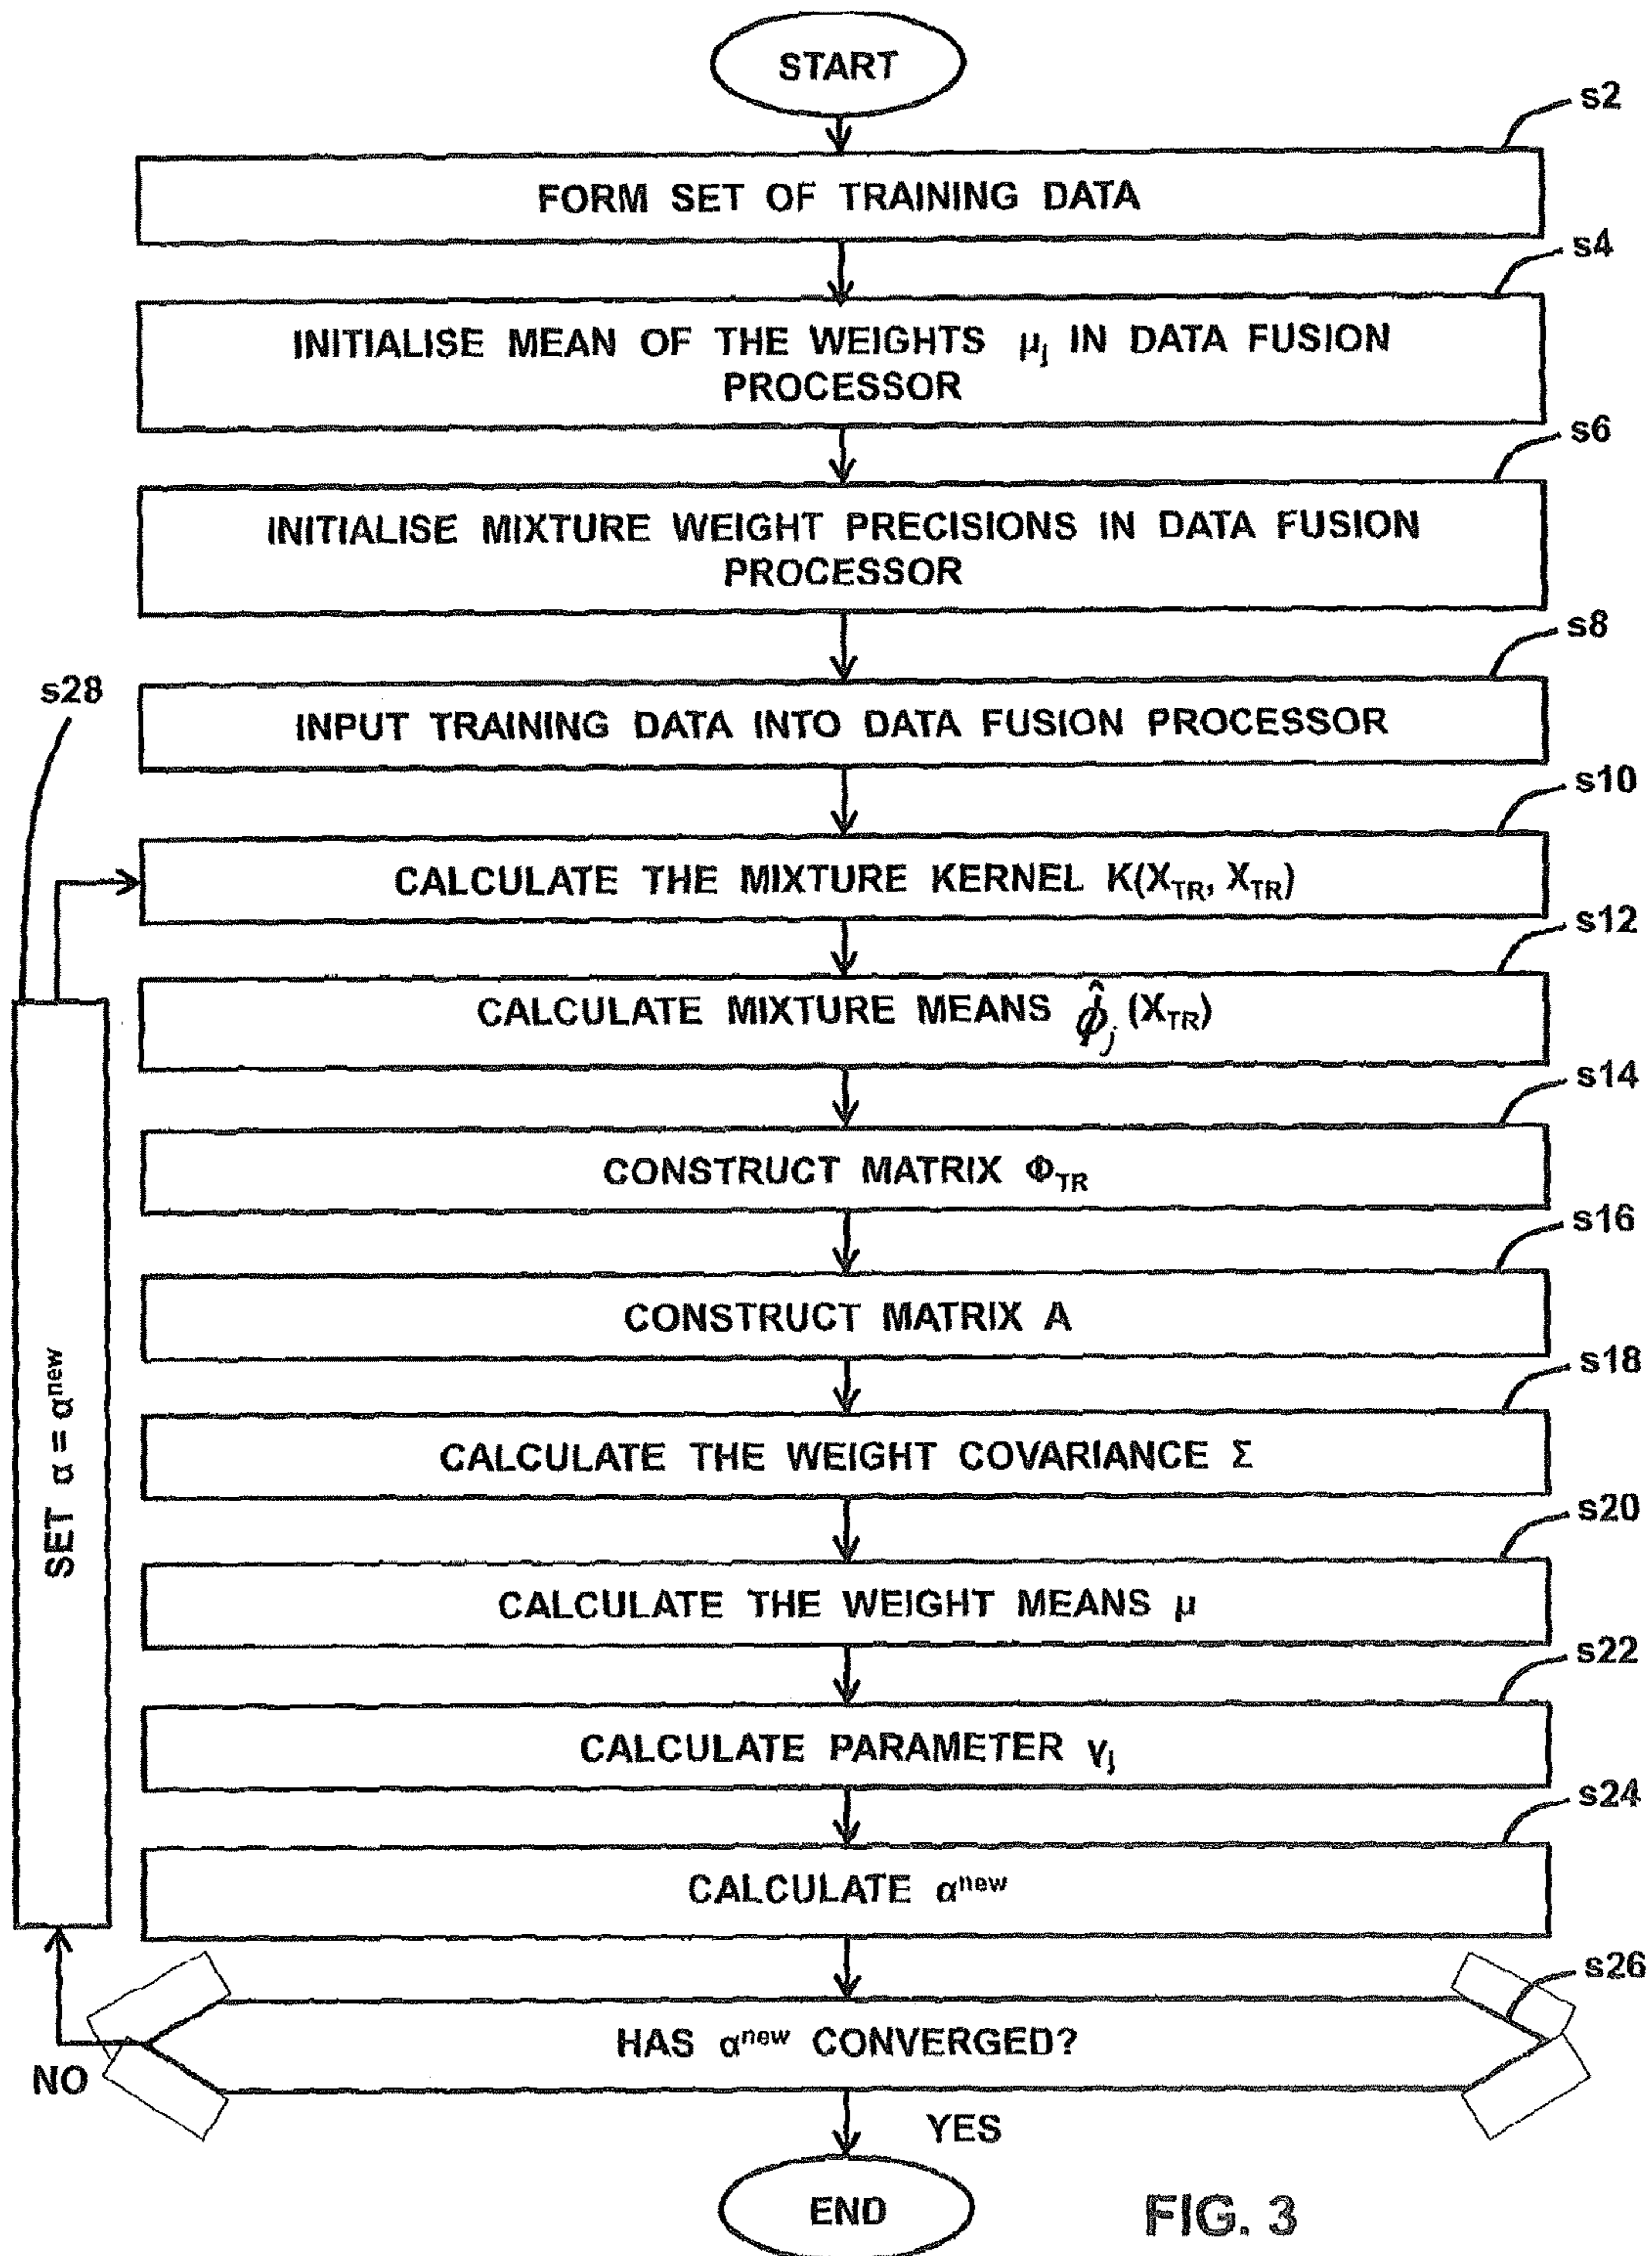 START
s2
FORM SET OF TRAINING DATA
s4
INITIALISE MEAN OF THE WEIGHTS μj IN DATA FUSION
PROCESSOR
s6
INITIALISE MIXTURE WEIGHT PRECISIONS IN DATA FUSION
PROCESSOR
s8
s28
INPUT TRAINING DATA INTO DATA FUSION PROCESSOR
s10
CALCULATE THE MIXTURE KERNEL K(XTR, XTR)
s12
CALCULATE MIXTURE MEANS ϕ̂j (XTR)
s14
CONSTRUCT MATRIX ΦTR
s16
CONSTRUCT MATRIX A
s18
SET α = αnew
CALCULATE THE WEIGHT COVARIANCE Σ
s20
CALCULATE THE WEIGHT MEANS μ
s22
CALCULATE PARAMETER γj
s24
CALCULATE αnew
s26
HAS αnew CONVERGED?
NO
YES
END
FIG. 3